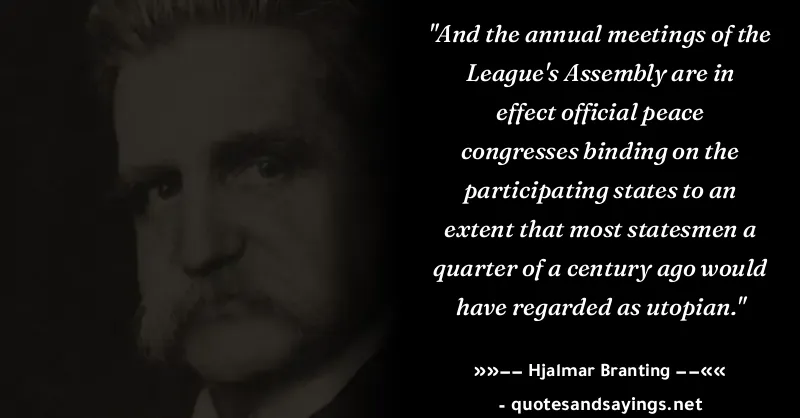 "And the annual meetings of the
League's Assembly are in
effect official peace
congresses binding on the
participating states to an
extent that most statesmen a
quarter of a century ago would
have regarded as utopian."
»»−− Hjalmar Branting −−««
- quotesandsayings.net